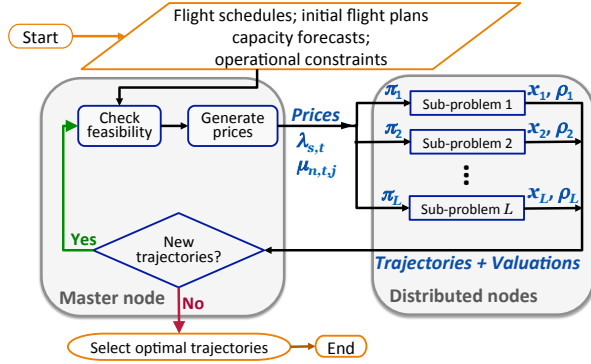 Start
Flight schedules; initial flight plans
capacity forecasts;
operational constraints
Check
feasibility
Generate
prices
Prices
λs,t
μn,t,j
π1
Sub-problem 1
x1, ρ1
π2
Sub-problem 2
x2, ρ2
πL
Sub-problem L
xL, ρL
Yes
New
trajectories?
Trajectories + Valuations
Master node
No
Distributed nodes
Select optimal trajectories
End